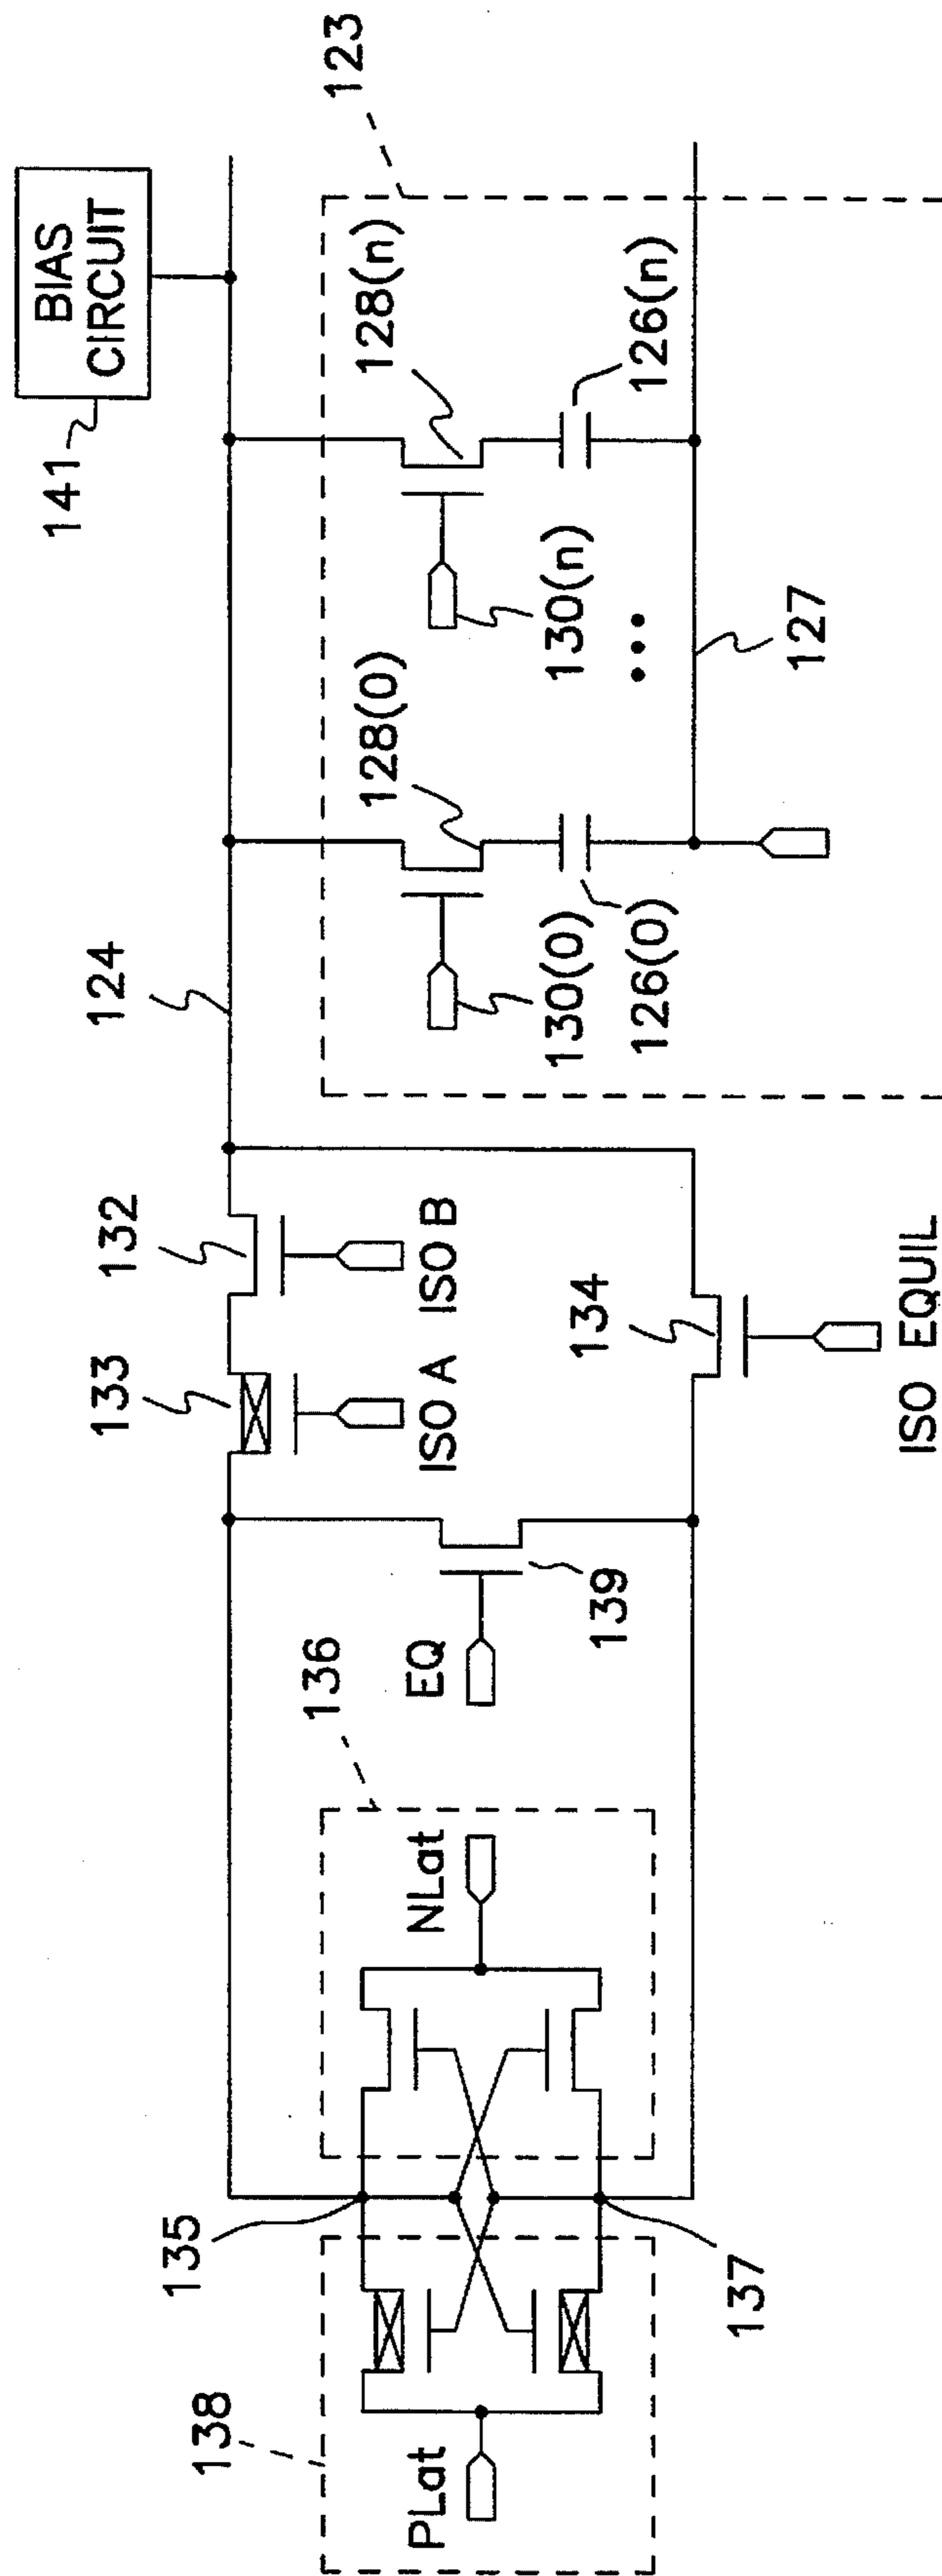 BIAS
CIRCUIT
141
123
124
128(0)
128(n)
130(0)
126(0)
130(n)
126(n)
127
132
133
ISO A
ISO B
134
ISO EQUIL
EQ
139
136
NLat
135
137
138
PLat